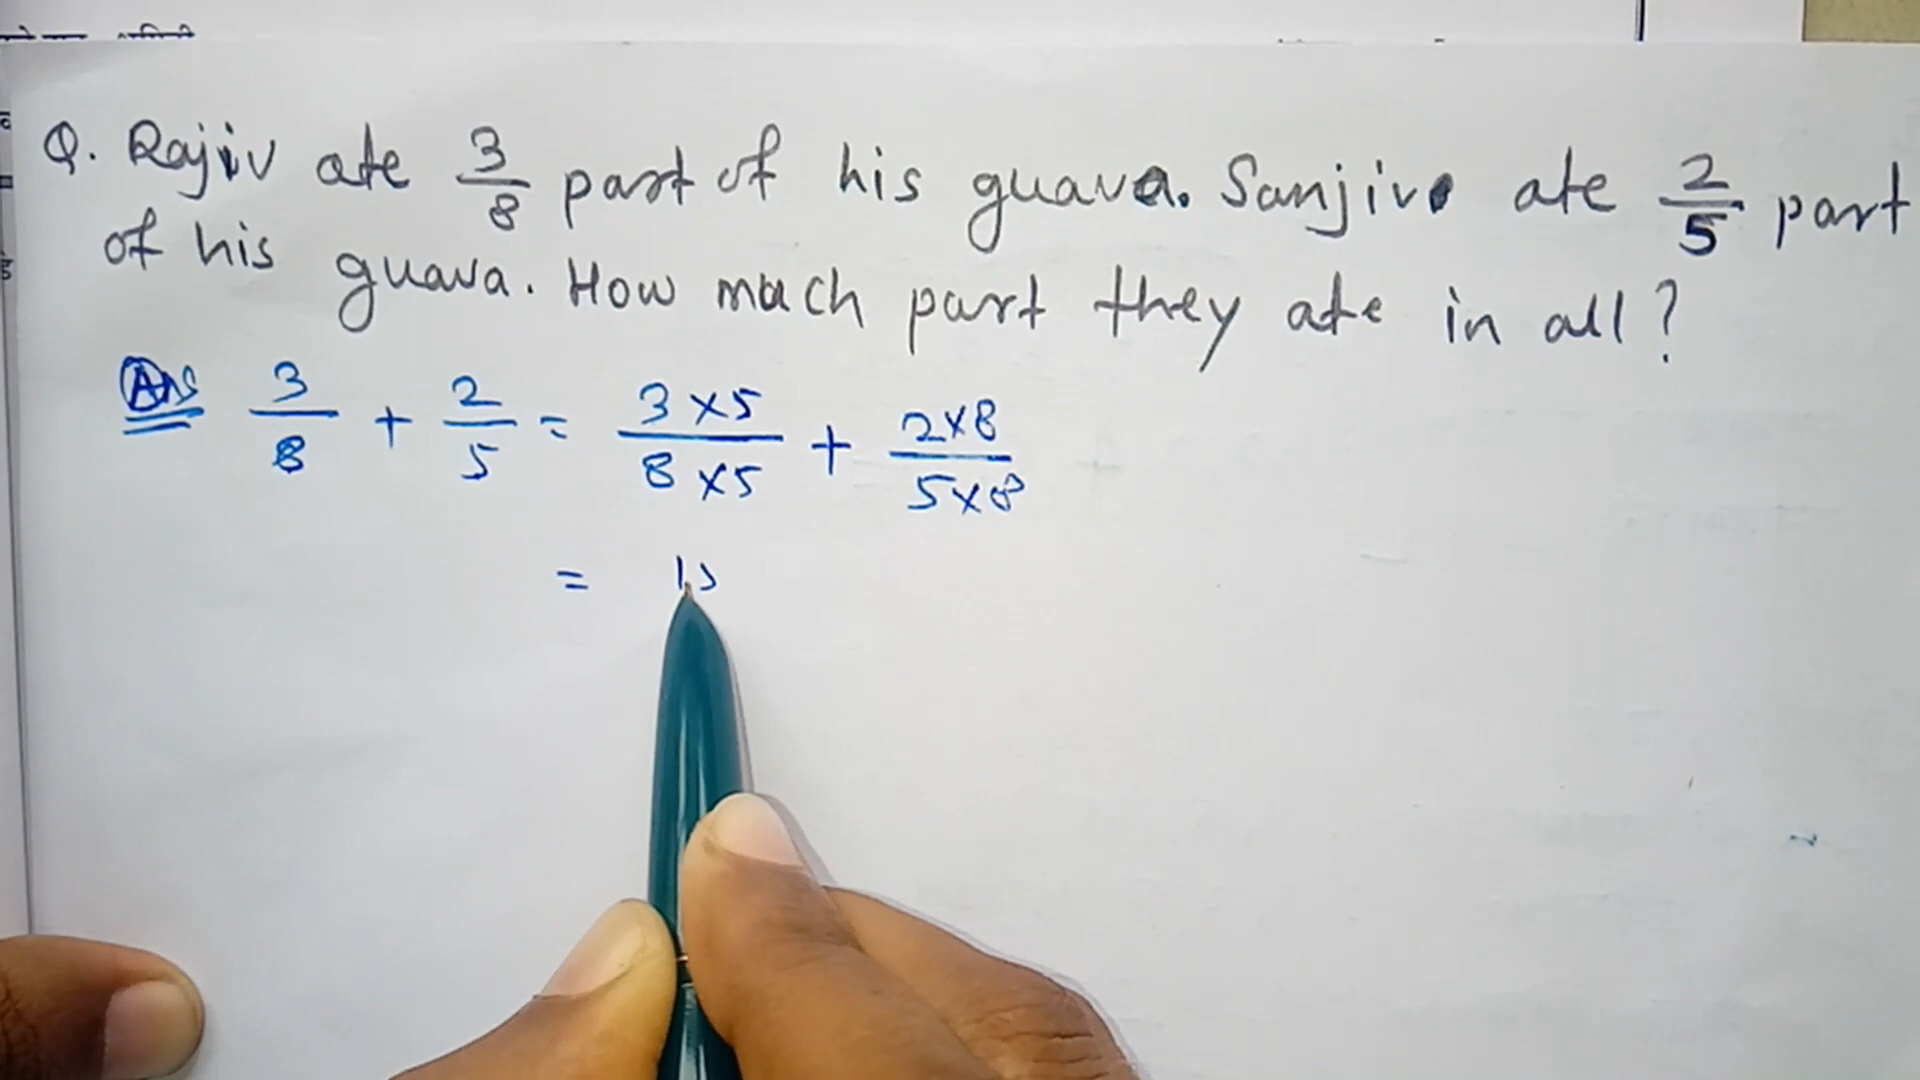 Q. Rajiv ate 3/8 part of his guava. Sanjiv ate 2/5 part
of his guava. How much part they ate in all?
Ans 3/8 + 2/5 = 3×5/8×5 + 2×8/5×8
= 15